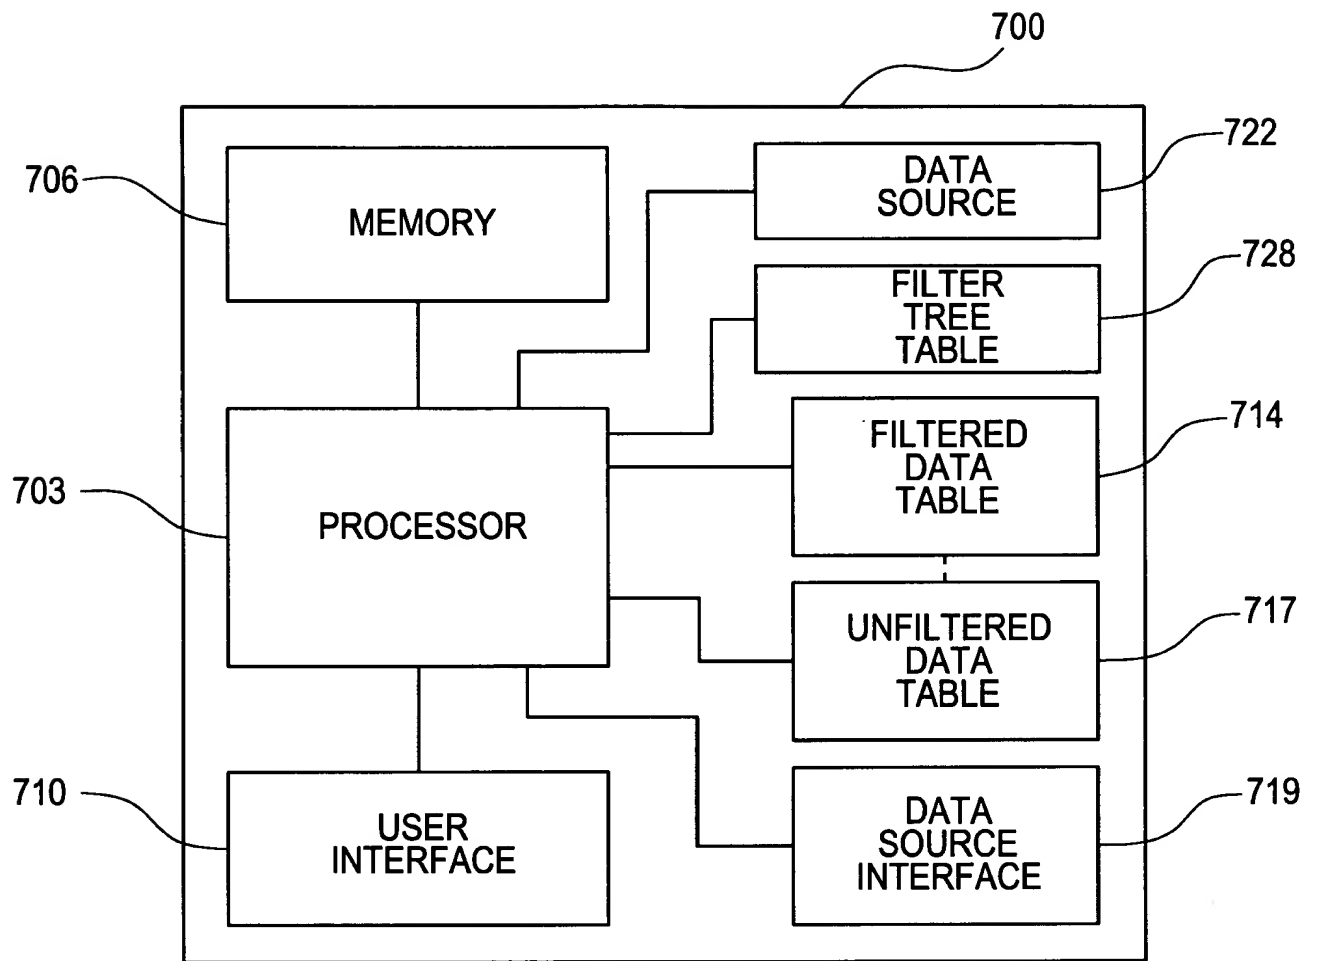 700
706
MEMORY
DATA
SOURCE
722
FILTER
TREE
TABLE
728
703
PROCESSOR
FILTERED
DATA
TABLE
714
UNFILTERED
DATA
TABLE
717
710
USER
INTERFACE
DATA
SOURCE
INTERFACE
719